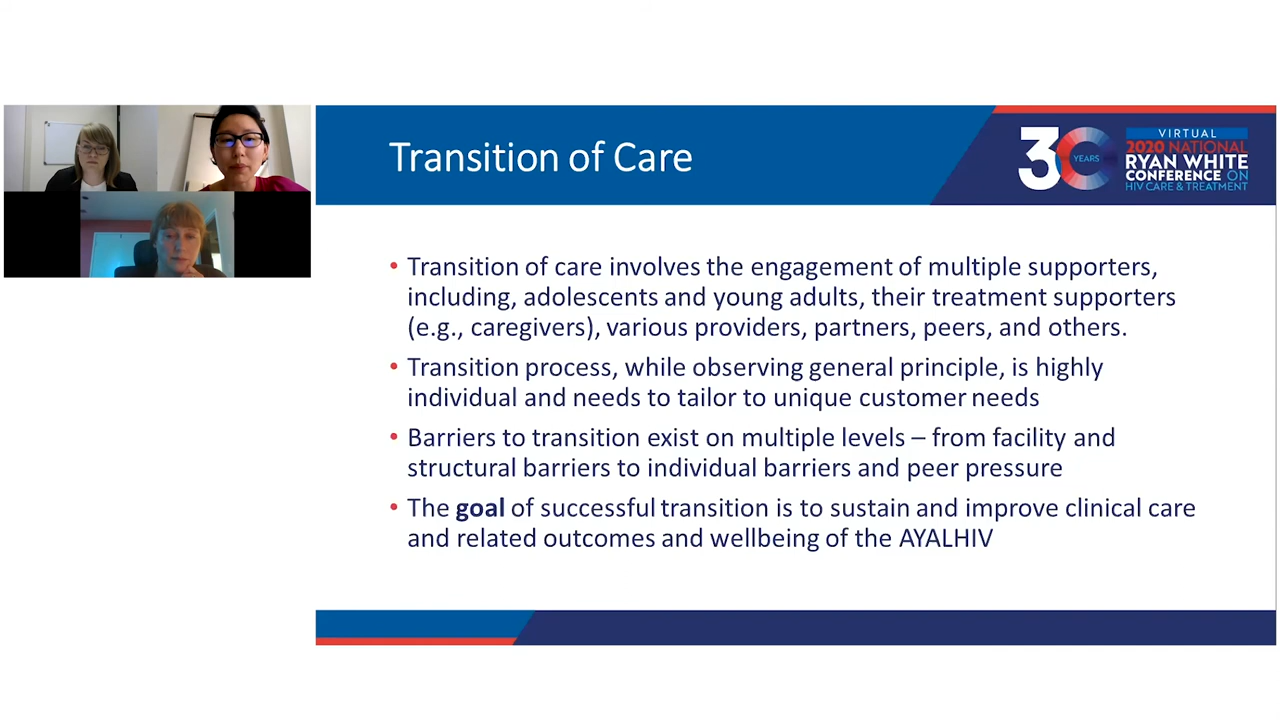 Transition of Care
30
YEARS
VIRTUAL
2020 NATIONAL
RYAN WHITE
CONFERENCE ON
HIV CARE & TREATMENT
• Transition of care involves the engagement of multiple supporters,
including, adolescents and young adults, their treatment supporters
(e.g., caregivers), various providers, partners, peers, and others.
• Transition process, while observing general principle, is highly
individual and needs to tailor to unique customer needs
• Barriers to transition exist on multiple levels – from facility and
structural barriers to individual barriers and peer pressure
• The goal of successful transition is to sustain and improve clinical care
and related outcomes and wellbeing of the AYALHIV